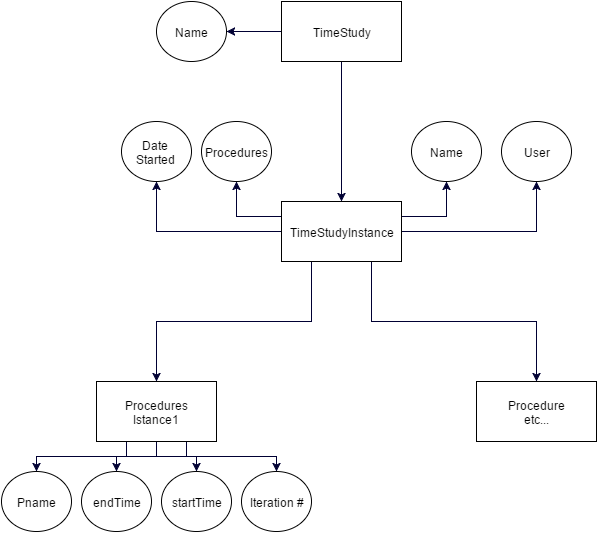 Name
TimeStudy
Date
Started
Procedures
Name
User
TimeStudyInstance
Procedures
Istance1
Procedure
etc...
Pname
endTime
startTime
Iteration #